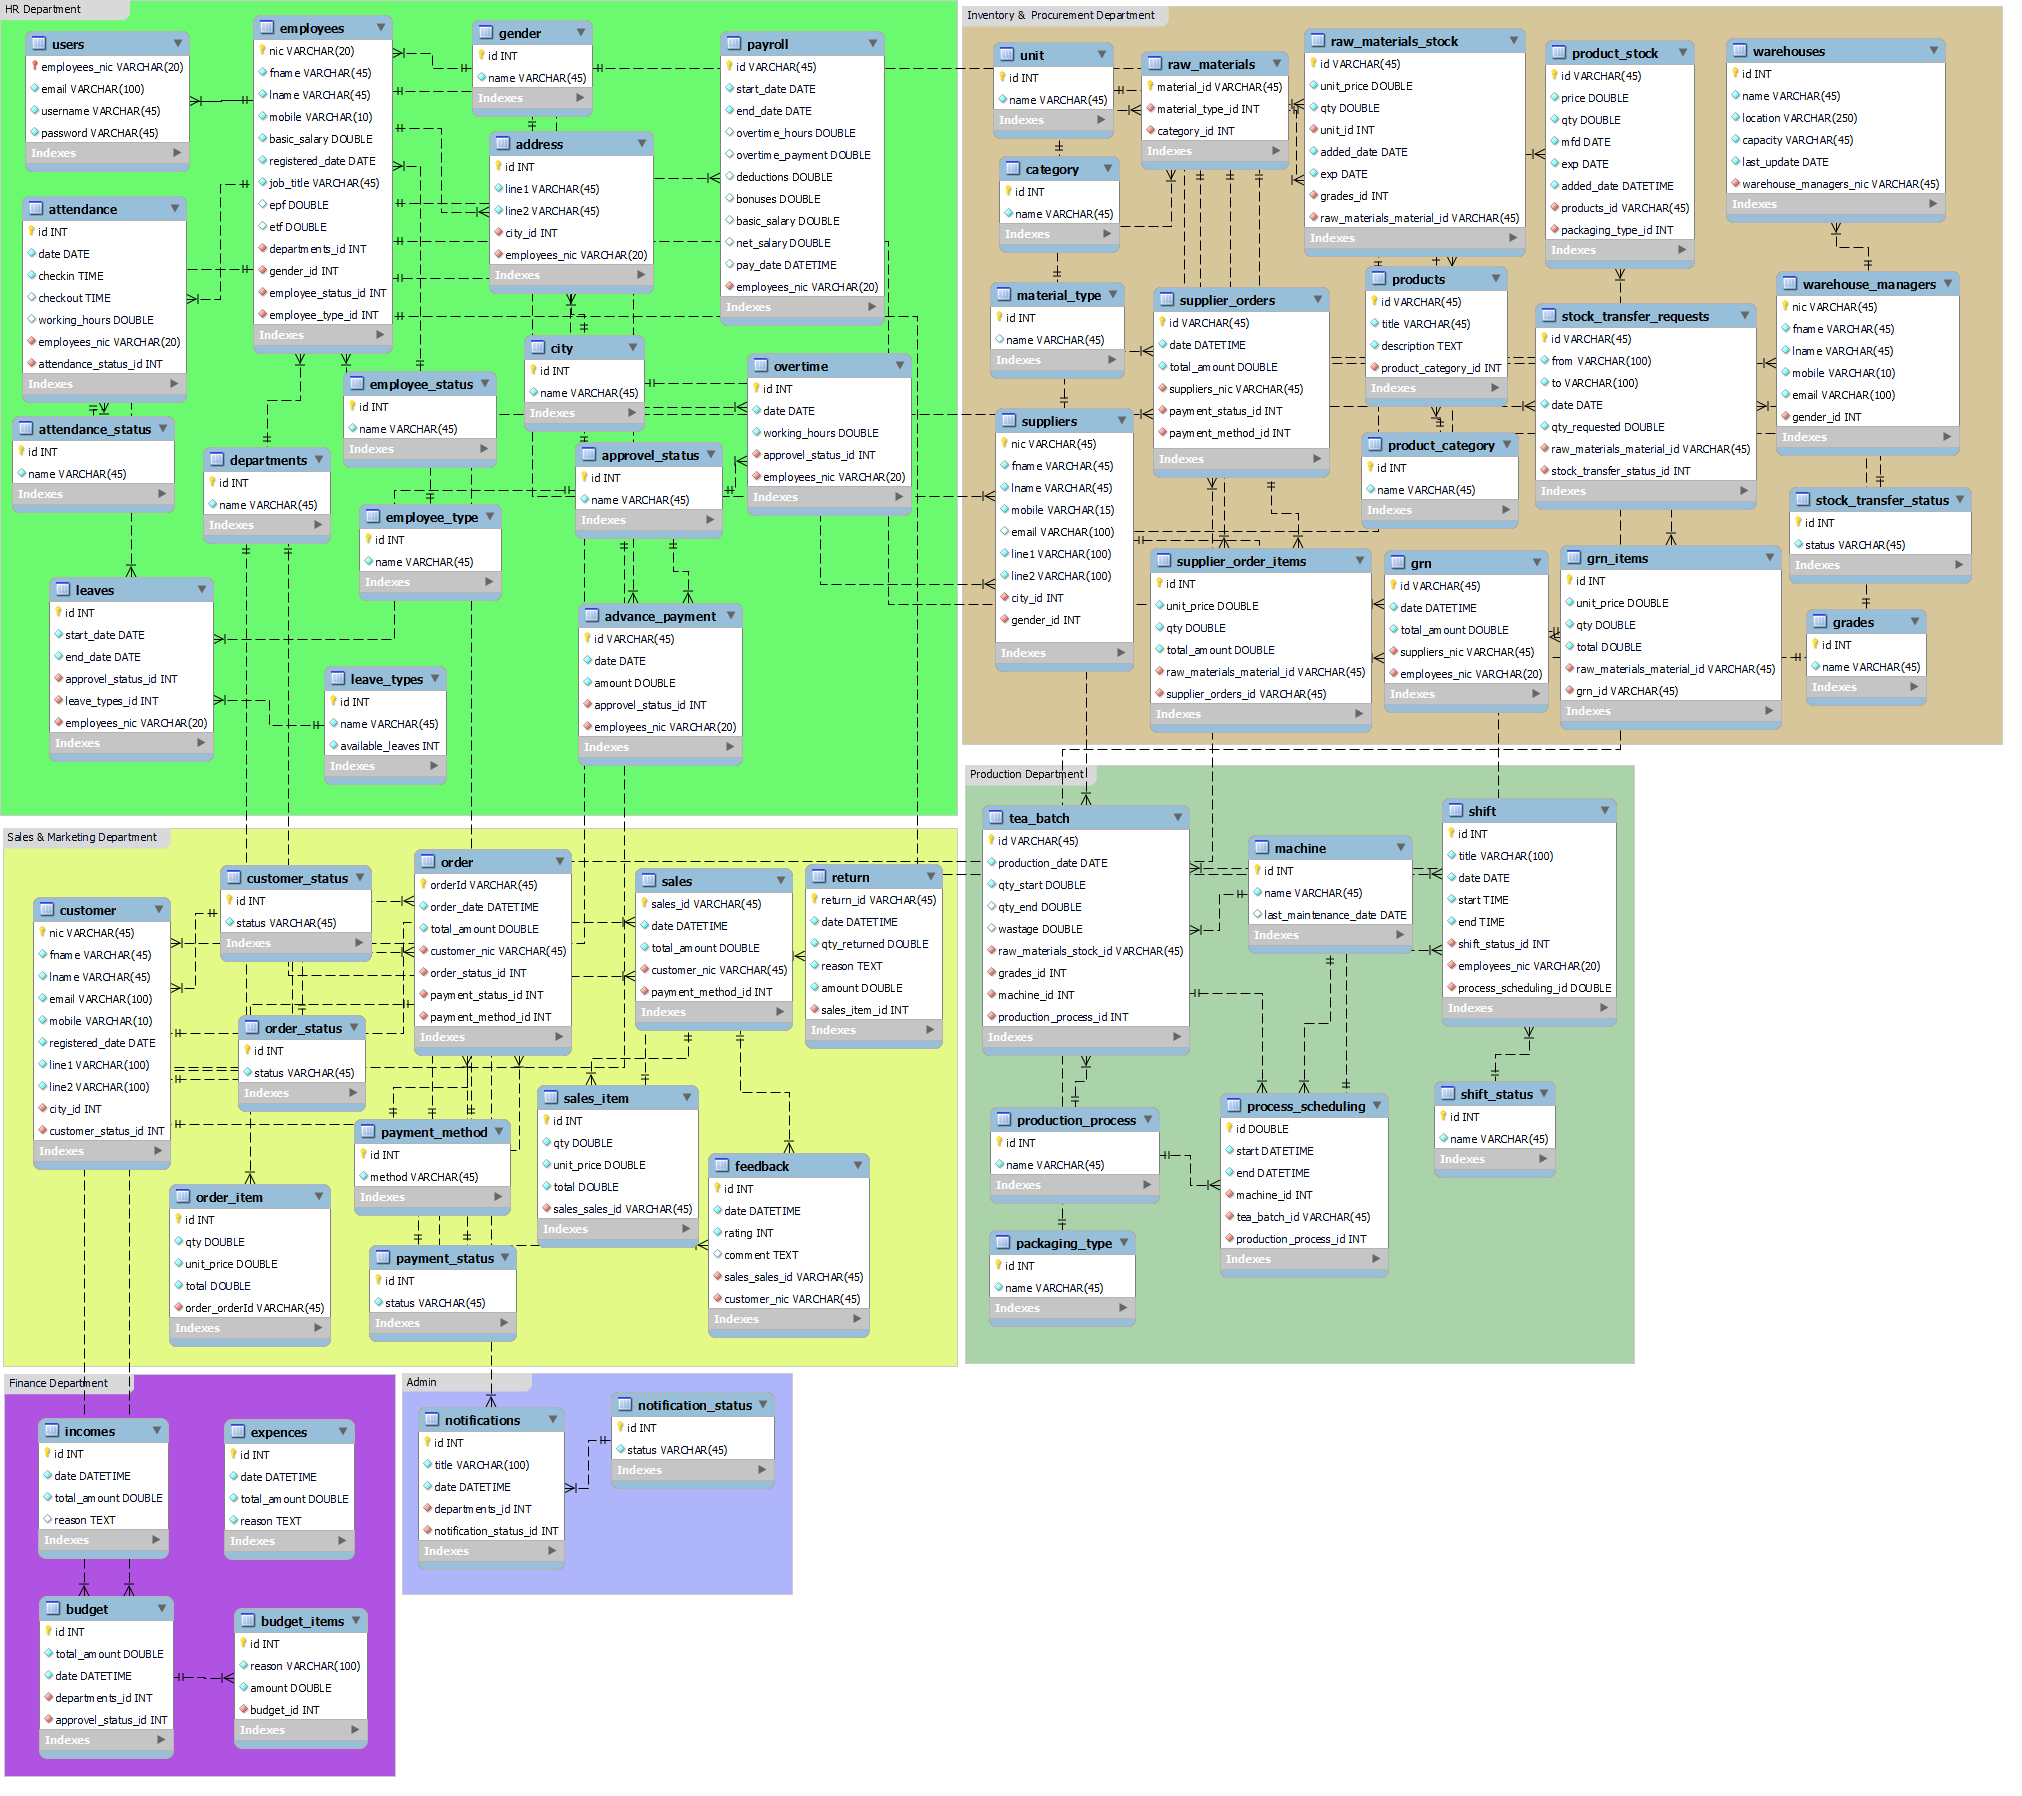 HR Department
users
employees_nic VARCHAR(20)
email VARCHAR(100)
username VARCHAR(45)
password VARCHAR(45)
Indexes
employees
nic VARCHAR(20)
fname VARCHAR(45)
lname VARCHAR(45)
mobile VARCHAR(10)
basic_salary DOUBLE
registered_date DATE
job_title VARCHAR(45)
epf DOUBLE
etf DOUBLE
departments_id INT
gender_id INT
employee_status_id INT
employee_type_id INT
Indexes
gender
id INT
name VARCHAR(45)
Indexes
address
id INT
line1 VARCHAR(45)
line2 VARCHAR(45)
city_id INT
employees_nic VARCHAR(20)
Indexes
payroll
id VARCHAR(45)
start_date DATE
end_date DATE
overtime_hours DOUBLE
overtime_payment DOUBLE
deductions DOUBLE
bonuses DOUBLE
basic_salary DOUBLE
net_salary DOUBLE
pay_date DATETIME
employees_nic VARCHAR(20)
Indexes
attendance
id INT
date DATE
checkin TIME
checkout TIME
working_hours DOUBLE
employees_nic VARCHAR(20)
attendance_status_id INT
Indexes
attendance_status
id INT
name VARCHAR(45)
Indexes
departments
id INT
name VARCHAR(45)
Indexes
employee_status
id INT
name VARCHAR(45)
Indexes
employee_type
id INT
name VARCHAR(45)
Indexes
city
id INT
name VARCHAR(45)
Indexes
overtime
id INT
date DATE
working_hours DOUBLE
approvel_status_id INT
employees_nic VARCHAR(20)
Indexes
approvel_status
id INT
name VARCHAR(45)
Indexes
leaves
id INT
start_date DATE
end_date DATE
approvel_status_id INT
leave_types_id INT
employees_nic VARCHAR(20)
Indexes
leave_types
id INT
name VARCHAR(45)
available_leaves INT
Indexes
advance_payment
id VARCHAR(45)
date DATE
amount DOUBLE
approvel_status_id INT
employees_nic VARCHAR(20)
Indexes
Inventory & Procurement Department
unit
id INT
name VARCHAR(45)
Indexes
raw_materials
material_id VARCHAR(45)
material_type_id INT
category_id INT
Indexes
raw_materials_stock
id VARCHAR(45)
unit_price DOUBLE
qty DOUBLE
unit_id INT
added_date DATE
exp DATE
grades_id INT
raw_materials_material_id VARCHAR(45)
Indexes
product_stock
id VARCHAR(45)
price DOUBLE
qty DOUBLE
mfd DATE
exp DATE
added_date DATETIME
products_id VARCHAR(45)
packaging_type_id INT
Indexes
warehouses
id INT
name VARCHAR(45)
location VARCHAR(250)
capacity VARCHAR(45)
last_update DATE
warehouse_managers_nic VARCHAR(45)
Indexes
category
id INT
name VARCHAR(45)
Indexes
material_type
id INT
name VARCHAR(45)
Indexes
supplier_orders
id VARCHAR(45)
date DATETIME
total_amount DOUBLE
suppliers_nic VARCHAR(45)
payment_status_id INT
payment_method_id INT
Indexes
products
id VARCHAR(45)
title VARCHAR(45)
description TEXT
product_category_id INT
Indexes
stock_transfer_requests
id VARCHAR(45)
from VARCHAR(100)
to VARCHAR(100)
date DATE
qty_requested DOUBLE
raw_materials_material_id VARCHAR(45)
stock_transfer_status_id INT
Indexes
warehouse_managers
nic VARCHAR(45)
fname VARCHAR(45)
lname VARCHAR(45)
mobile VARCHAR(10)
email VARCHAR(100)
gender_id INT
Indexes
suppliers
nic VARCHAR(45)
fname VARCHAR(45)
lname VARCHAR(45)
mobile VARCHAR(15)
email VARCHAR(100)
line1 VARCHAR(100)
line2 VARCHAR(100)
city_id INT
gender_id INT
Indexes
product_category
id INT
name VARCHAR(45)
Indexes
stock_transfer_status
id INT
status VARCHAR(45)
Indexes
supplier_order_items
id INT
unit_price DOUBLE
qty DOUBLE
total_amount DOUBLE
raw_materials_material_id VARCHAR(45)
supplier_orders_id VARCHAR(45)
Indexes
grn
id VARCHAR(45)
date DATETIME
total_amount DOUBLE
suppliers_nic VARCHAR(45)
employees_nic VARCHAR(20)
Indexes
grn_items
id INT
unit_price DOUBLE
qty DOUBLE
total DOUBLE
raw_materials_material_id VARCHAR(45)
grn_id VARCHAR(45)
Indexes
grades
id INT
name VARCHAR(45)
Indexes
Sales & Marketing Department
customer
nic VARCHAR(45)
fname VARCHAR(45)
lname VARCHAR(45)
email VARCHAR(100)
mobile VARCHAR(10)
registered_date DATE
line1 VARCHAR(100)
line2 VARCHAR(100)
city_id INT
customer_status_id INT
Indexes
customer_status
id INT
status VARCHAR(45)
Indexes
order
orderId VARCHAR(45)
order_date DATETIME
total_amount DOUBLE
customer_nic VARCHAR(45)
order_status_id INT
payment_status_id INT
payment_method_id INT
Indexes
sales
sales_id VARCHAR(45)
date DATETIME
total_amount DOUBLE
customer_nic VARCHAR(45)
payment_method_id INT
Indexes
return
return_id VARCHAR(45)
date DATETIME
qty_returned DOUBLE
reason TEXT
amount DOUBLE
sales_item_id INT
Indexes
order_status
id INT
status VARCHAR(45)
Indexes
payment_method
id INT
method VARCHAR(45)
Indexes
sales_item
id INT
qty DOUBLE
unit_price DOUBLE
total DOUBLE
sales_sales_id VARCHAR(45)
Indexes
feedback
id INT
date DATETIME
rating INT
comment TEXT
sales_sales_id VARCHAR(45)
customer_nic VARCHAR(45)
Indexes
order_item
id INT
qty DOUBLE
unit_price DOUBLE
total DOUBLE
order_orderId VARCHAR(45)
Indexes
payment_status
id INT
status VARCHAR(45)
Indexes
Production Department
tea_batch
id VARCHAR(45)
production_date DATE
qty_start DOUBLE
qty_end DOUBLE
wastage DOUBLE
raw_materials_stock_id VARCHAR(45)
grades_id INT
machine_id INT
production_process_id INT
Indexes
machine
id INT
name VARCHAR(45)
last_maintenance_date DATE
Indexes
shift
id INT
title VARCHAR(100)
date DATE
start TIME
end TIME
shift_status_id INT
employees_nic VARCHAR(20)
process_scheduling_id DOUBLE
Indexes
production_process
id INT
name VARCHAR(45)
Indexes
process_scheduling
id DOUBLE
start DATETIME
end DATETIME
machine_id INT
tea_batch_id VARCHAR(45)
production_process_id INT
Indexes
shift_status
id INT
name VARCHAR(45)
Indexes
packaging_type
id INT
name VARCHAR(45)
Indexes
Finance Department
incomes
id INT
date DATETIME
total_amount DOUBLE
reason TEXT
Indexes
expences
id INT
date DATETIME
total_amount DOUBLE
reason TEXT
Indexes
budget
id INT
total_amount DOUBLE
date DATETIME
departments_id INT
approvel_status_id INT
Indexes
budget_items
id INT
reason VARCHAR(100)
amount DOUBLE
budget_id INT
Indexes
Admin
notifications
id INT
title VARCHAR(100)
date DATETIME
departments_id INT
notification_status_id INT
Indexes
notification_status
id INT
status VARCHAR(45)
Indexes